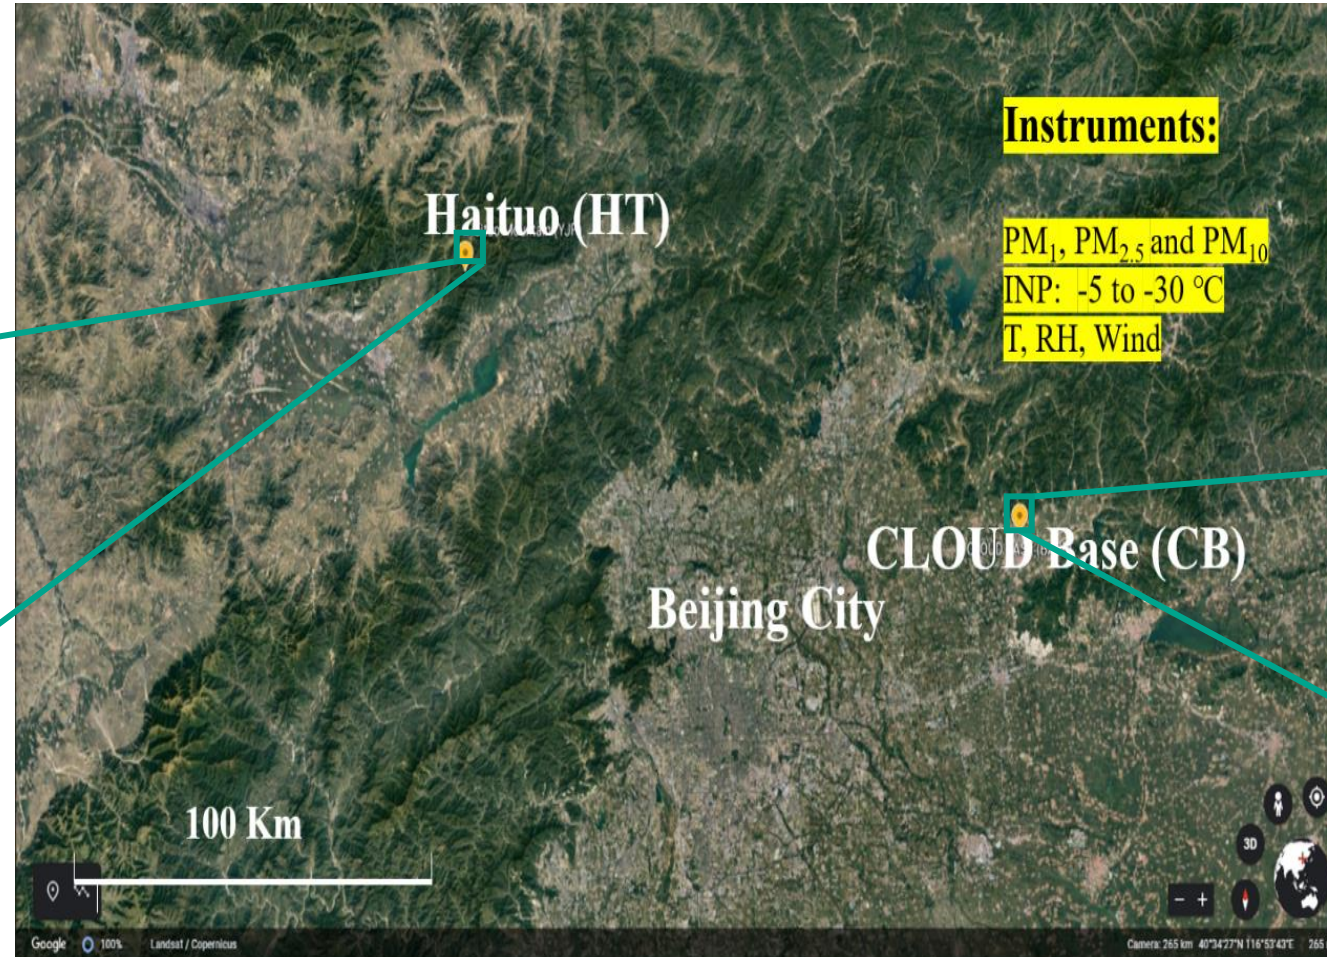 Instruments:
PM₁, PM₂.₅ and PM₁₀
INP: -5 to -30 °C
T, RH, Wind
Haituo (HT)
CLOUD Base (CB)
Beijing City
100 Km
3D
Google 100% Landsat / Copernicus
Camera: 265 km 40°34'27"N 116°53'43"E 265